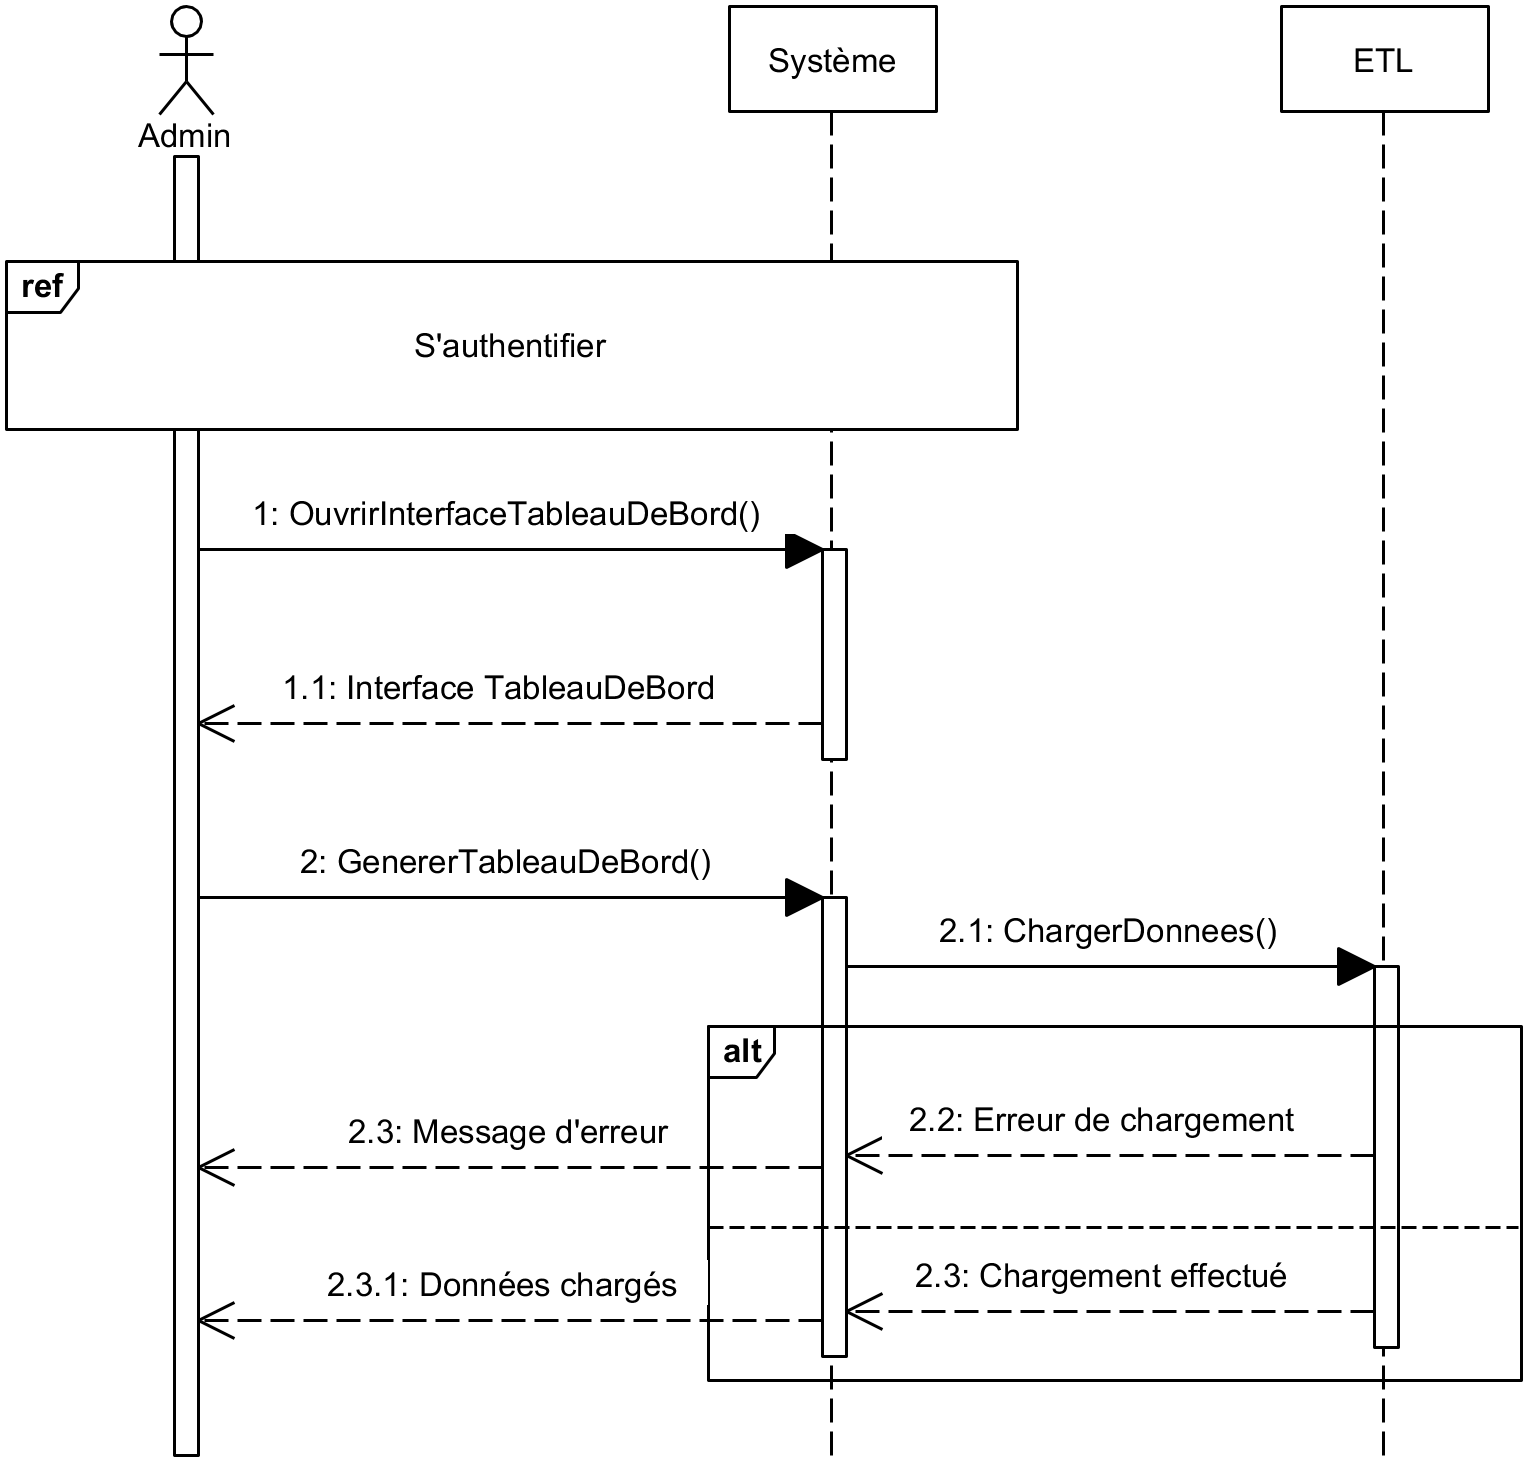 Admin
Système
ETL
ref
S'authentifier
1: OuvrirInterfaceTableauDeBord()
1.1: Interface TableauDeBord
2: GenererTableauDeBord()
2.1: ChargerDonnees()
alt
2.2: Erreur de chargement
2.3: Message d'erreur
2.3: Chargement effectué
2.3.1: Données chargés